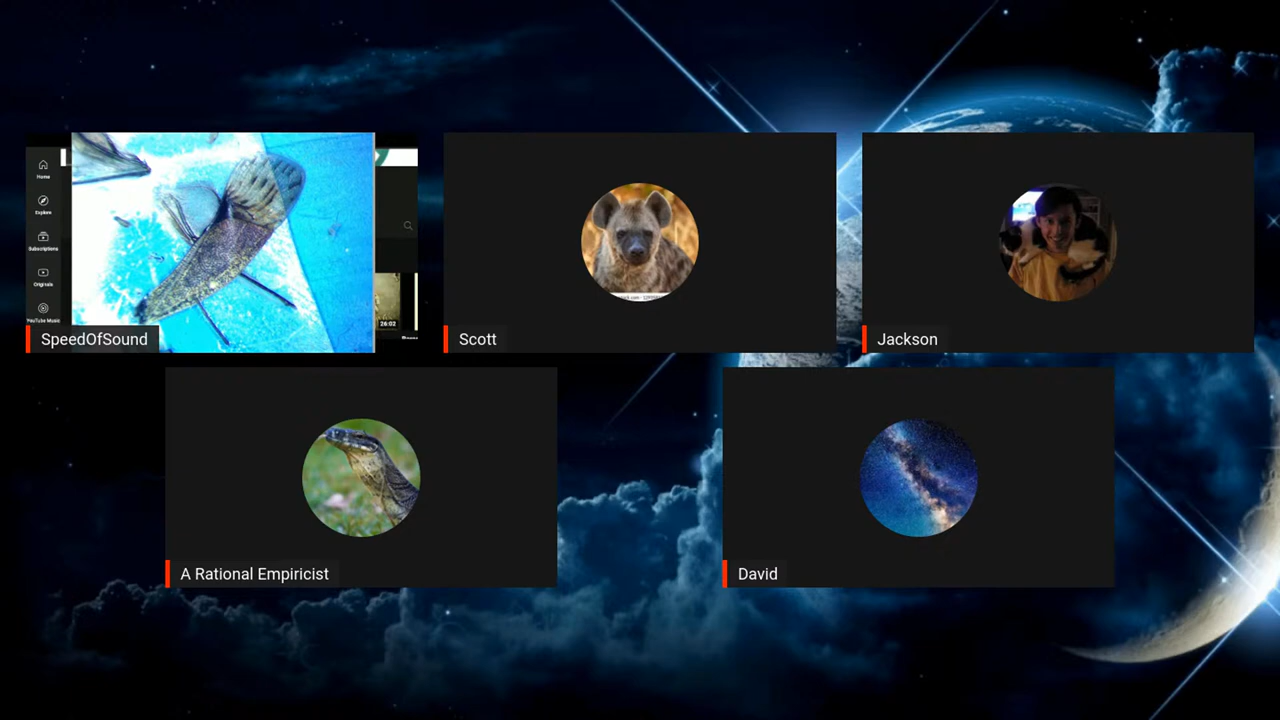 Home
Explore
Subscriptions
Originals
YouTube Music
26:02
SpeedOfSound
Scott
Jackson
A Rational Empiricist
David